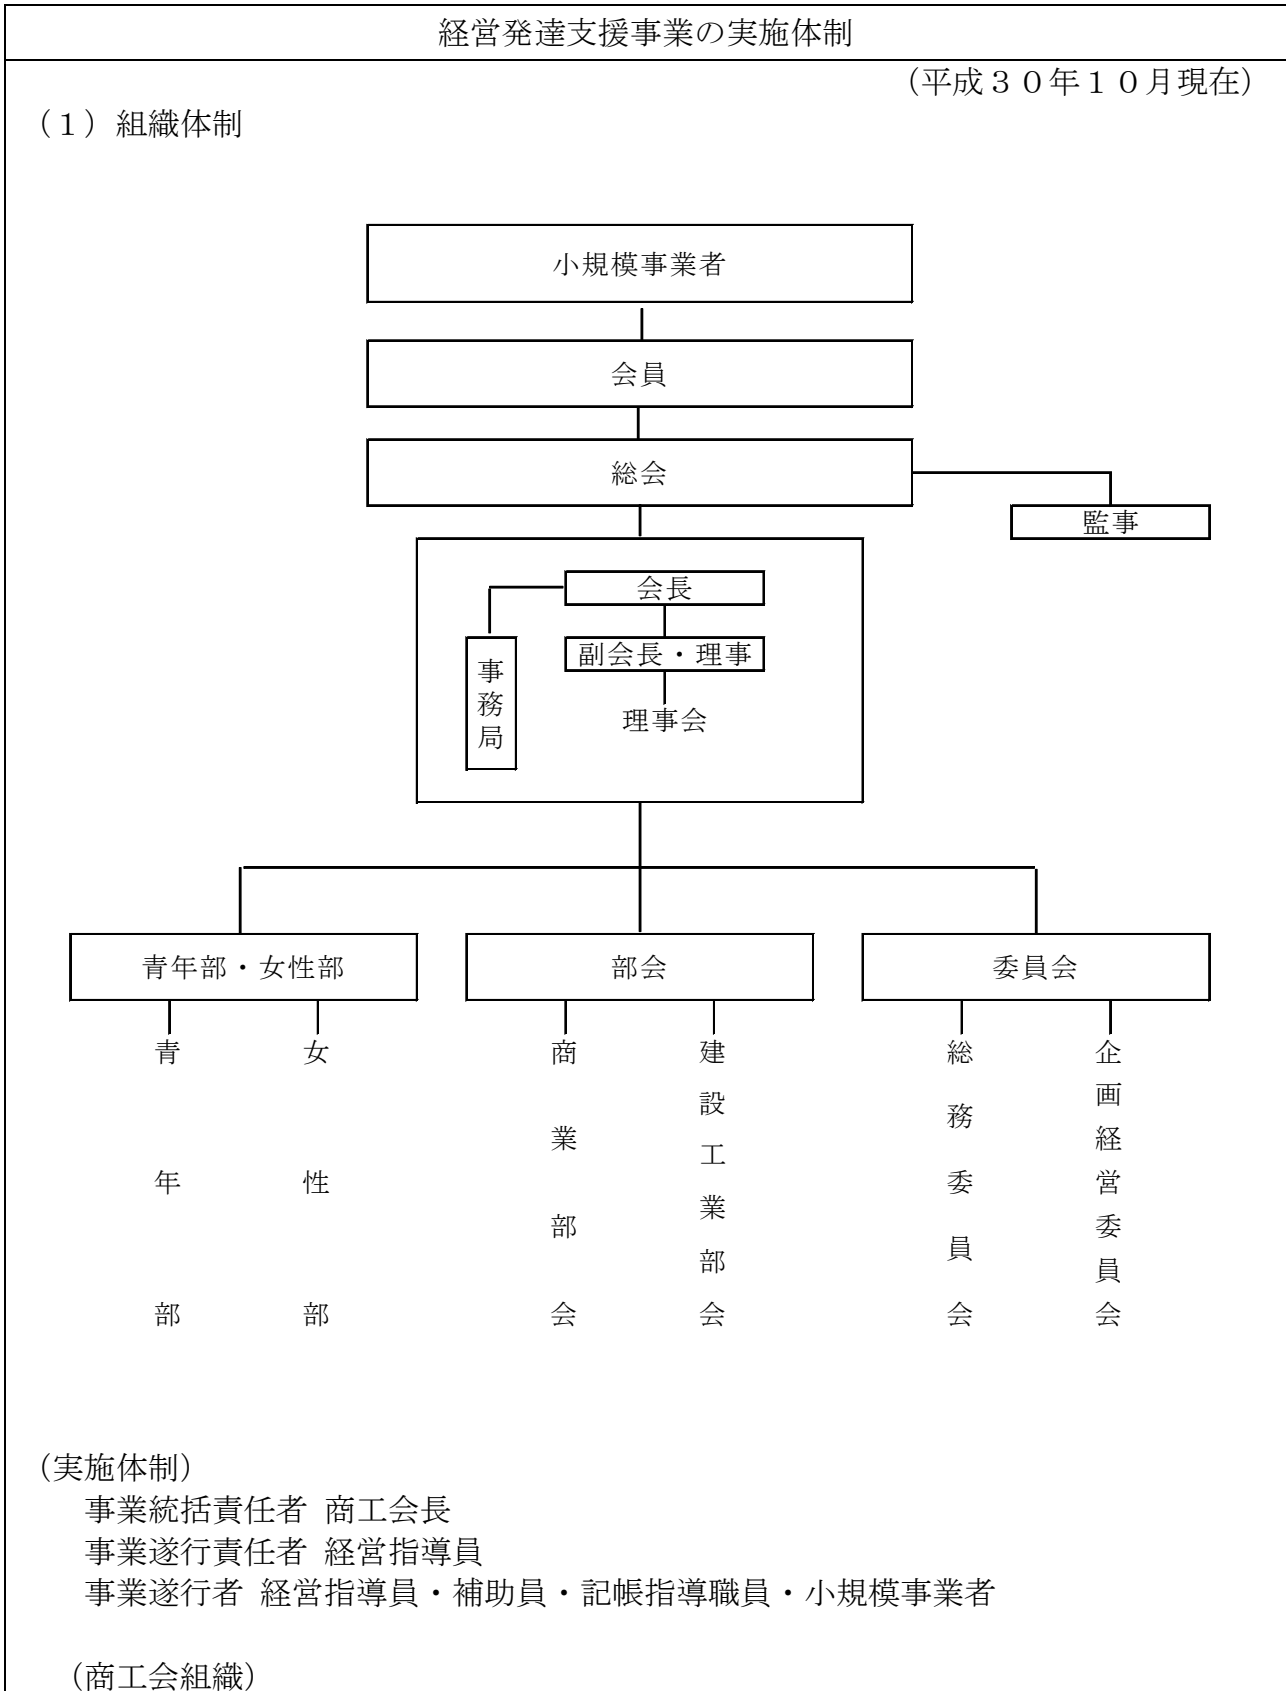 経営発達支援事業の実施体制
（平成３０年１０月現在）
（１）組織体制
小規模事業者
会員
総会
監事
会長
副会長・理事
事務局
理事会
青年部・女性部
部会
委員会
青年部
女性部
商業部会
建設工業部会
総務委員会
企画経営委員会
（実施体制）
事業統括責任者 商工会長
事業遂行責任者 経営指導員
事業遂行者 経営指導員・補助員・記帳指導職員・小規模事業者
（商工会組織）